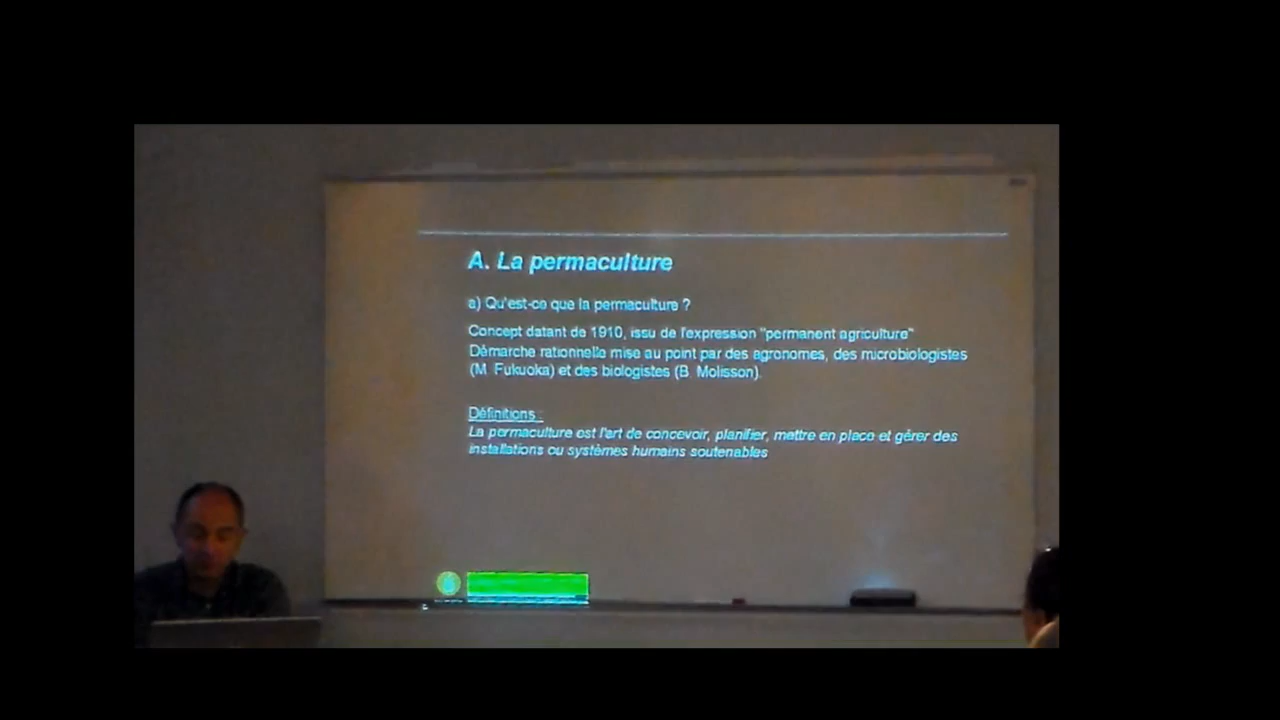 A. La permaculture
a) Qu'est-ce que la permaculture ?
Concept datant de 1910, issu de l'expression "permanent agriculture"
Démarche rationnelle mise au point par des agronomes, des microbiologistes
(M. Fukuoka) et des biologistes (B. Molisson).
Définitions :
La permaculture est l'art de concevoir, planifier, mettre en place et gérer des
installations ou systèmes humains soutenables